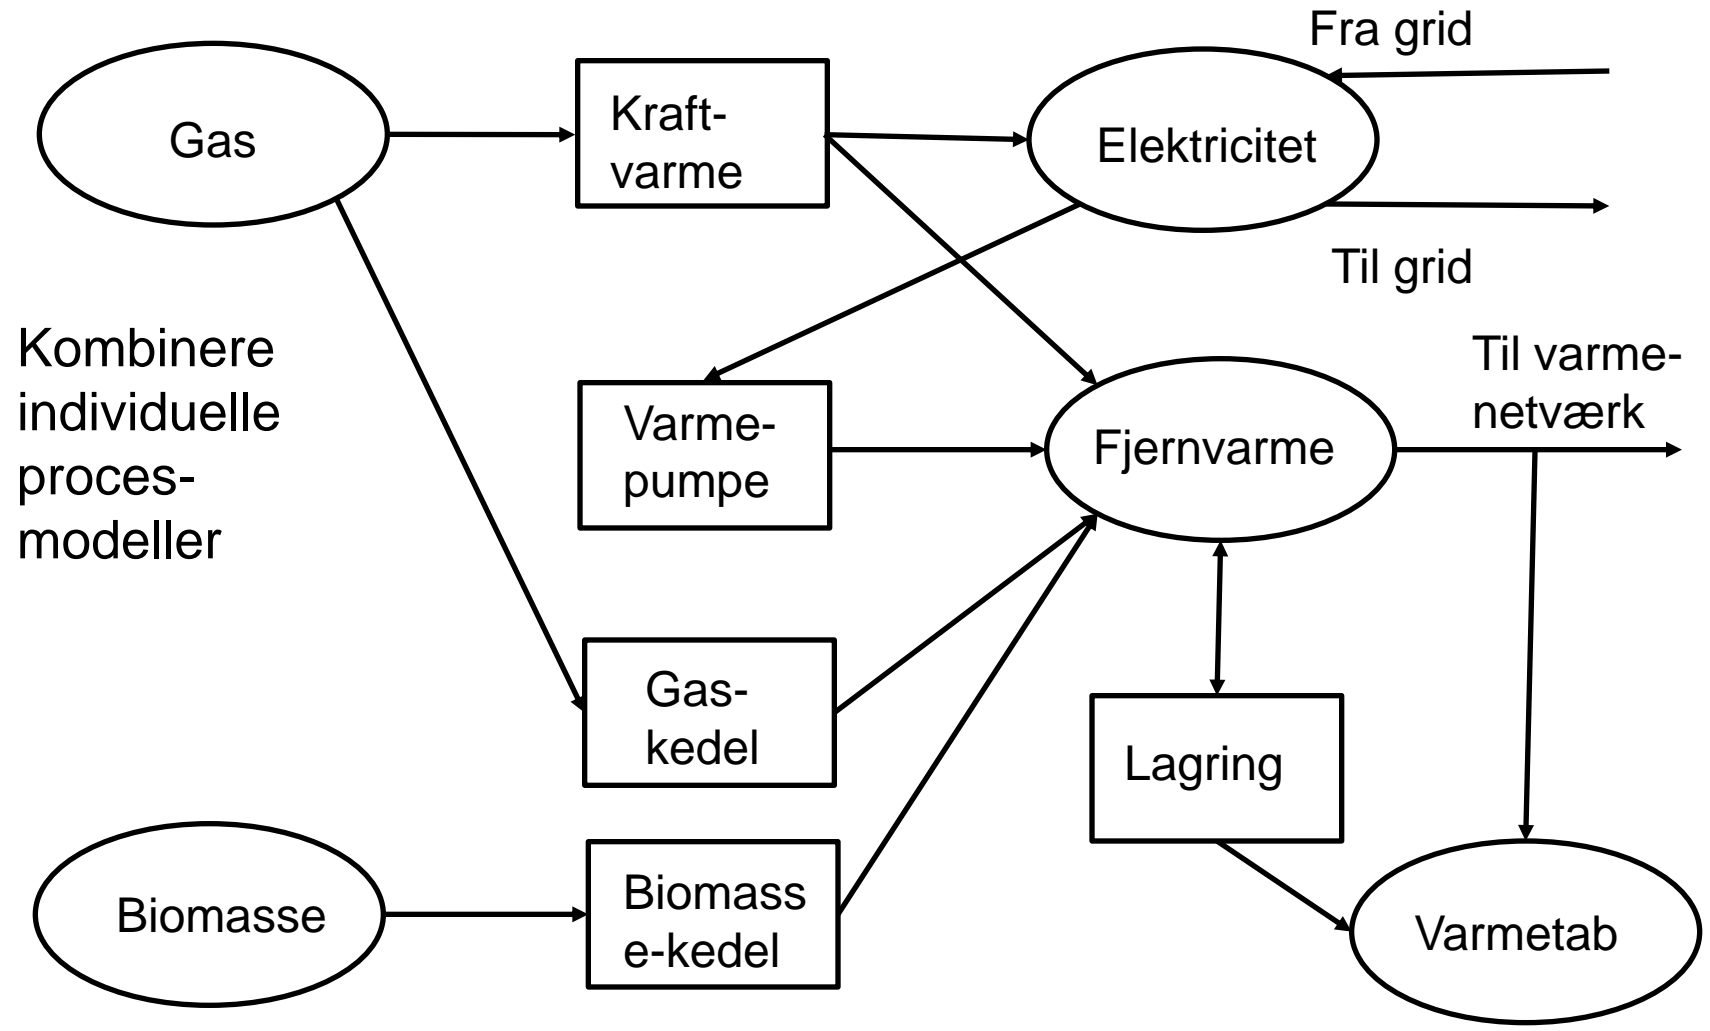 Fra grid
Gas
Kraft-
varme
Elektricitet
Til grid
Kombinere
individuelle
proces-
modeller
Til varme-
netværk
Varme-
pumpe
Fjernvarme
Gas-
kedel
Lagring
Biomasse
Biomass
e-kedel
Varmetab